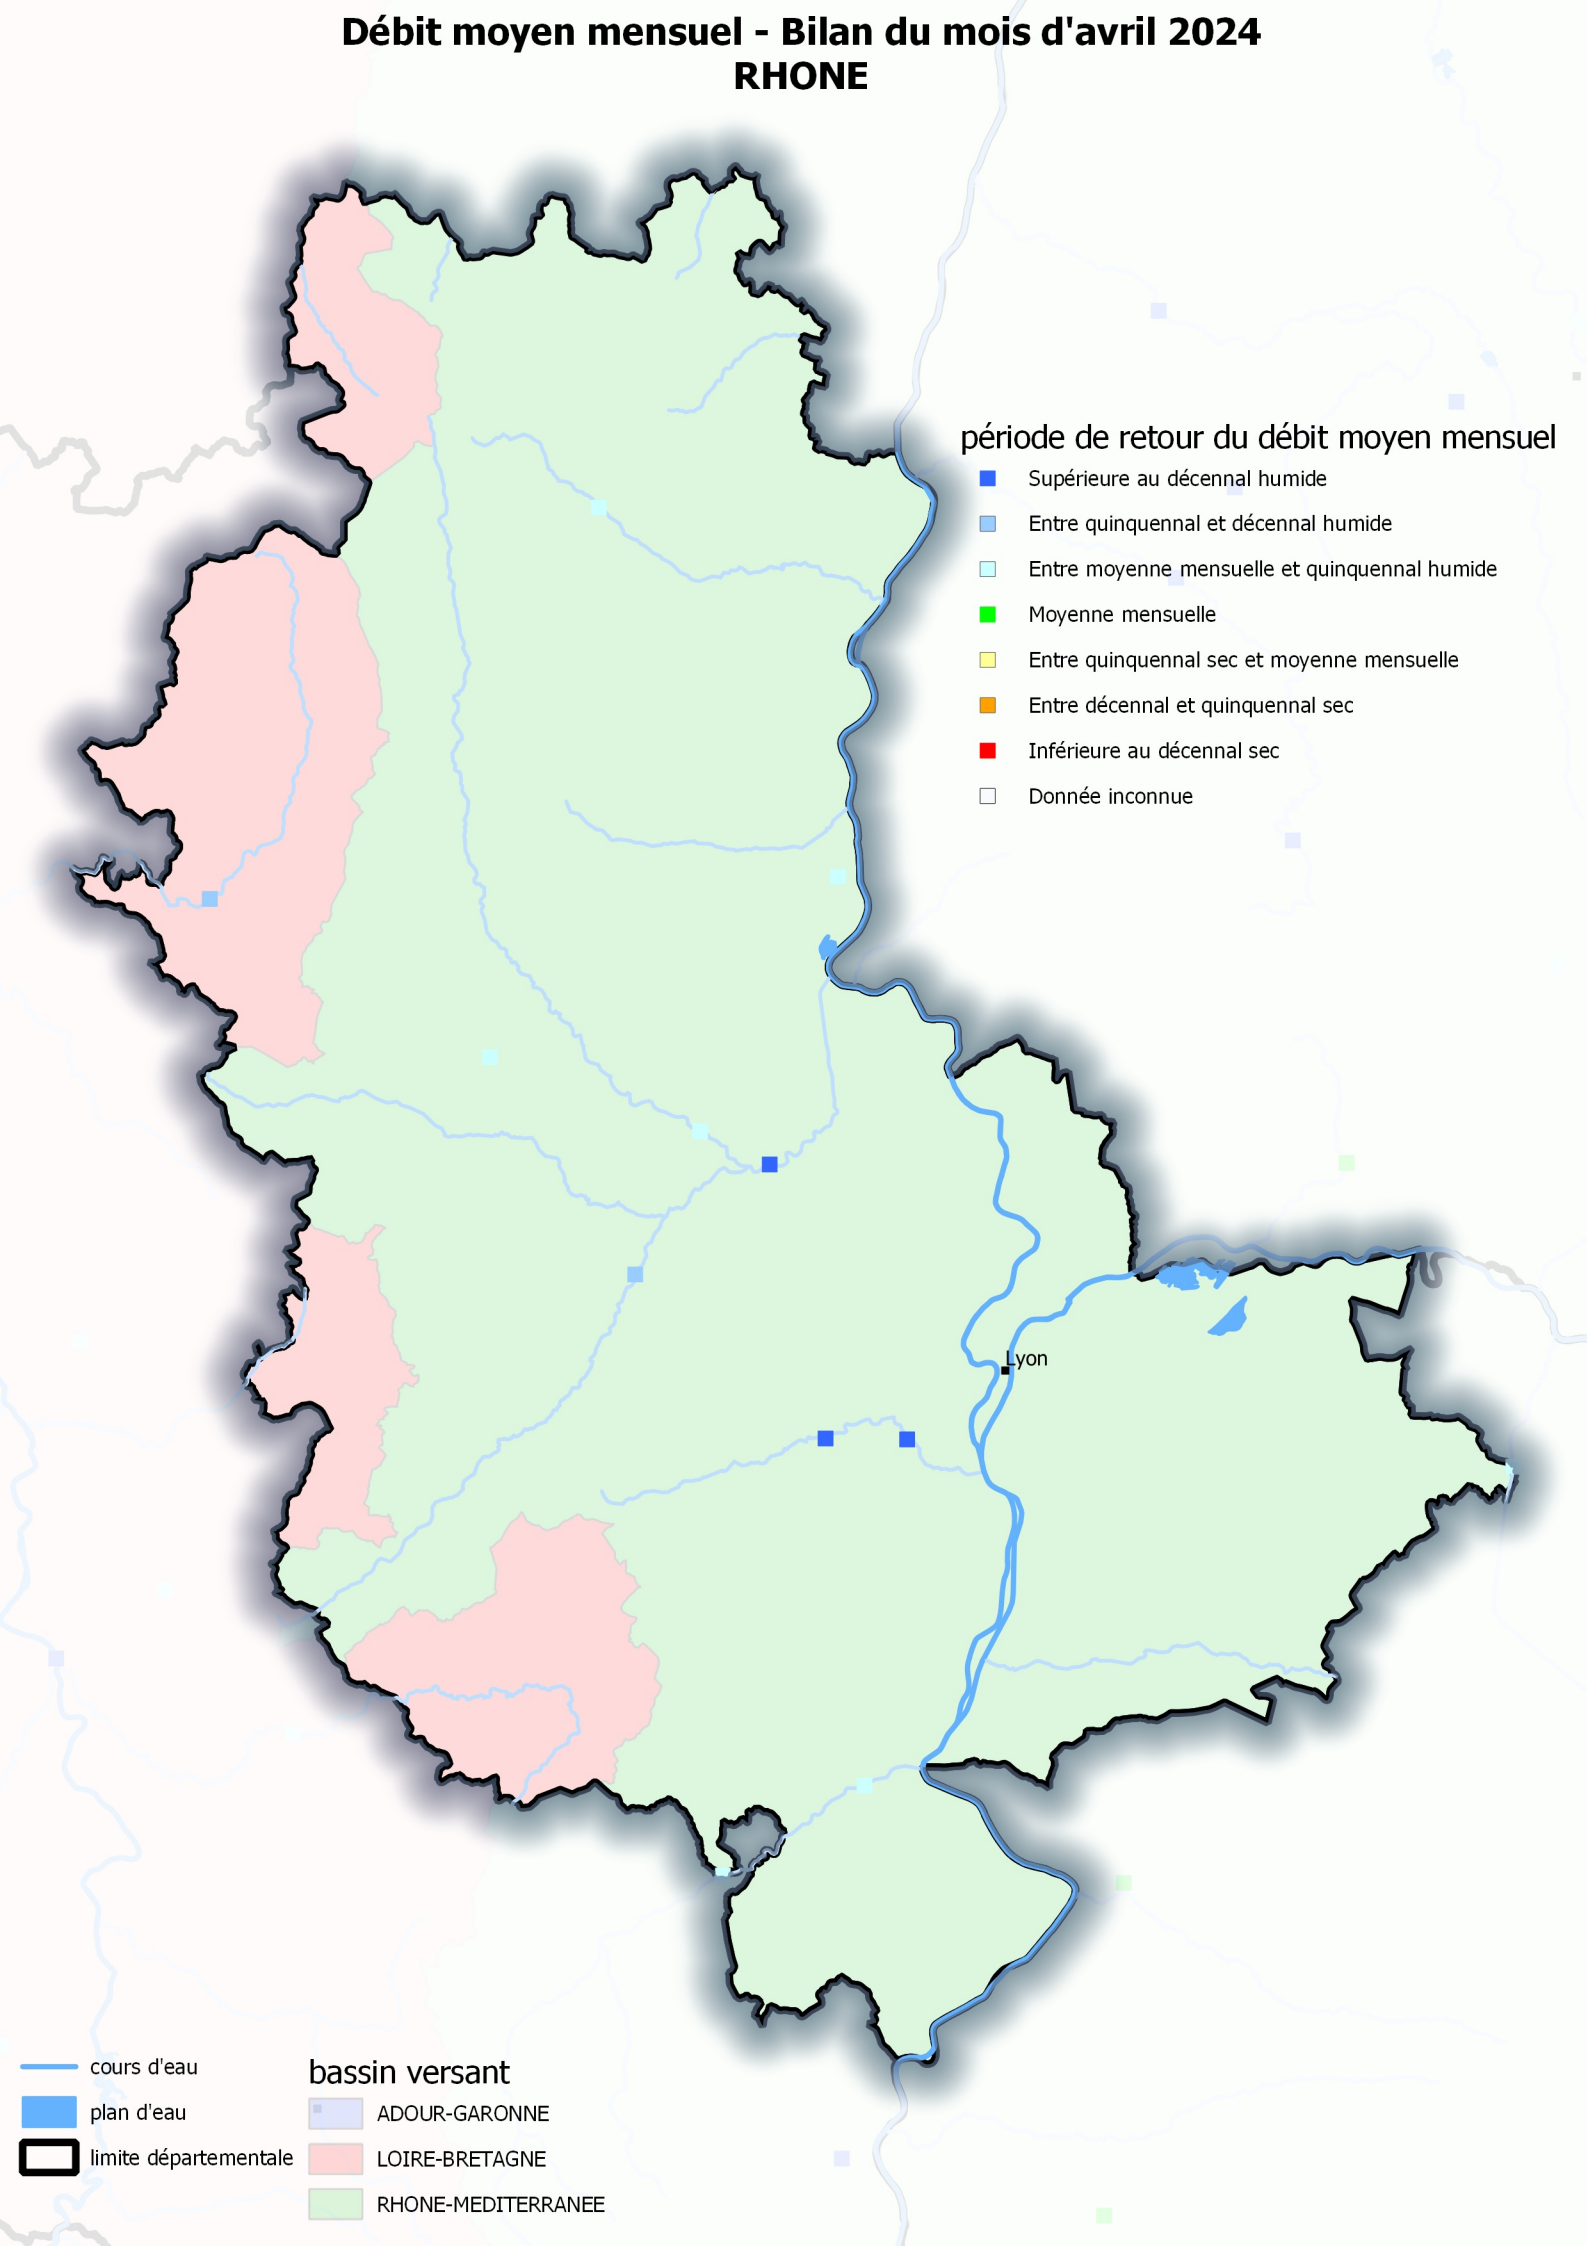 Débit moyen mensuel - Bilan du mois d'avril 2024
RHONE
période de retour du débit moyen mensuel
Supérieure au décennal humide
Entre quinquennal et décennal humide
Entre moyenne mensuelle et quinquennal humide
Moyenne mensuelle
Entre quinquennal sec et moyenne mensuelle
Entre décennal et quinquennal sec
Inférieure au décennal sec
Donnée inconnue
Lyon
cours d'eau
plan d'eau
limite départementale
bassin versant
ADOUR-GARONNE
LOIRE-BRETAGNE
RHONE-MEDITERRANEE